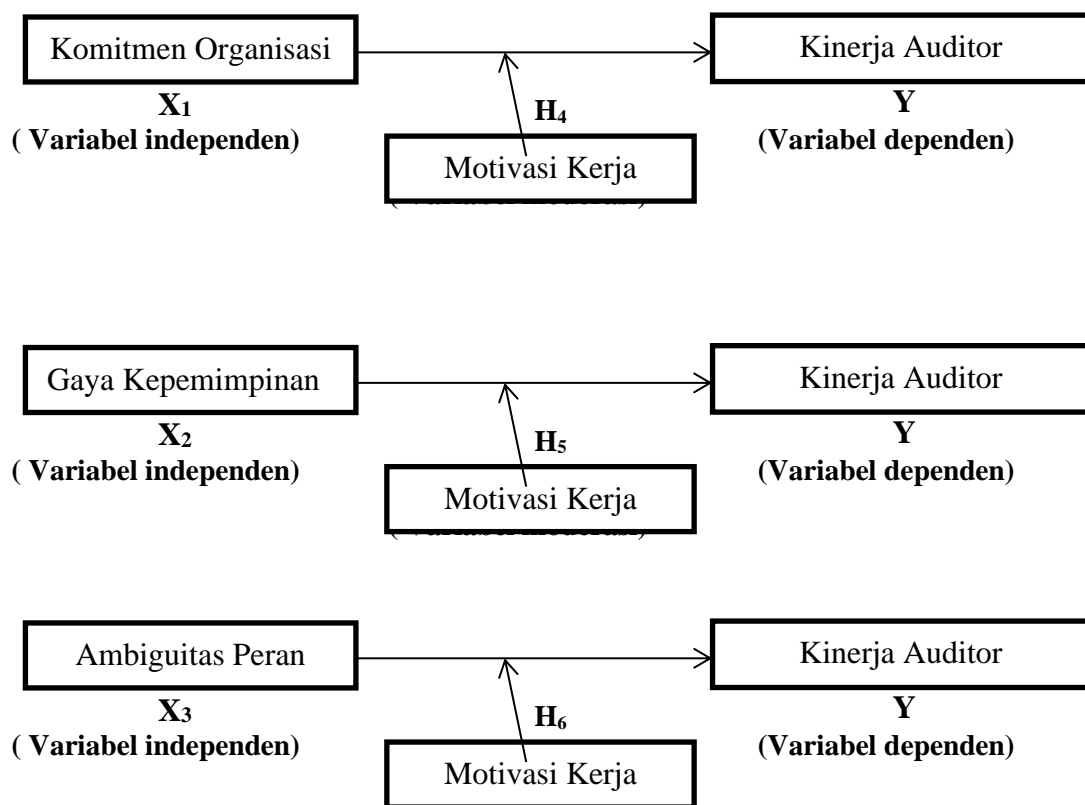 Komitmen Organisasi
Kinerja Auditor
X1
H4
Y
( Variabel independen)
(Variabel dependen)
Motivasi Kerja
Gaya Kepemimpinan
Kinerja Auditor
X2
H5
Y
( Variabel independen)
(Variabel dependen)
Motivasi Kerja
Ambiguitas Peran
Kinerja Auditor
X3
H6
Y
( Variabel independen)
(Variabel dependen)
Motivasi Kerja